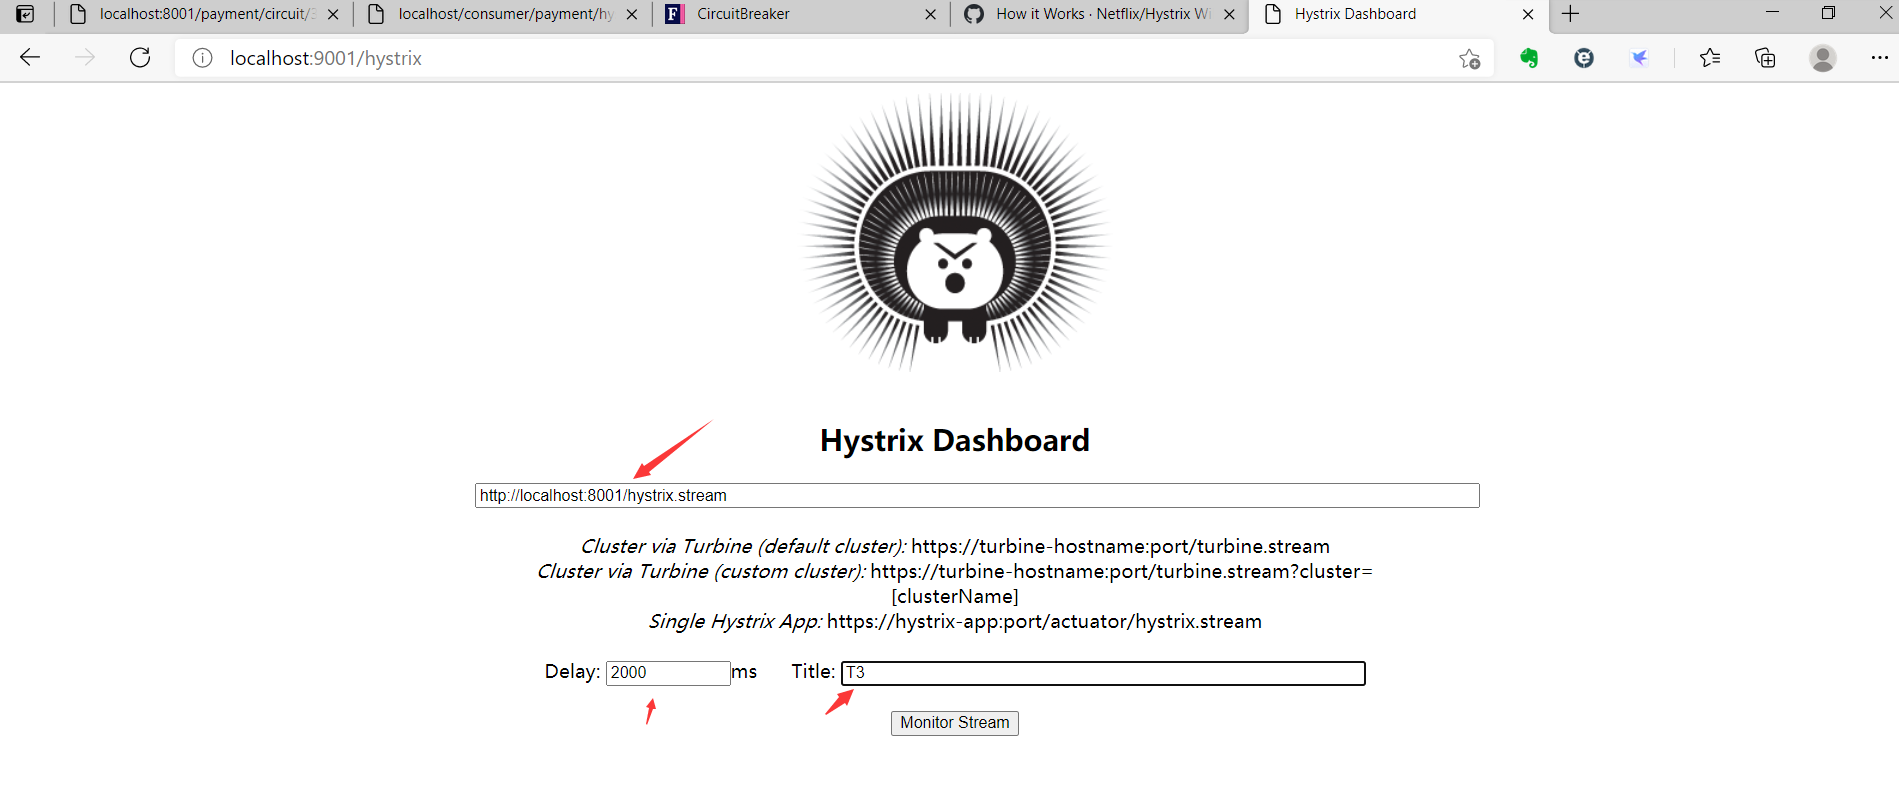 localhost:8001/payment/circuit/3
localhost/consumer/payment/hy
F CircuitBreaker
How it Works · Netflix/Hystrix Wi
Hystrix Dashboard
localhost:9001/hystrix
Hystrix Dashboard
http://localhost:8001/hystrix.stream
Cluster via Turbine (default cluster): https://turbine-hostname:port/turbine.stream
Cluster via Turbine (custom cluster): https://turbine-hostname:port/turbine.stream?cluster=
[clusterName]
Single Hystrix App: https://hystrix-app:port/actuator/hystrix.stream
Delay: 2000 ms Title: T3
Monitor Stream